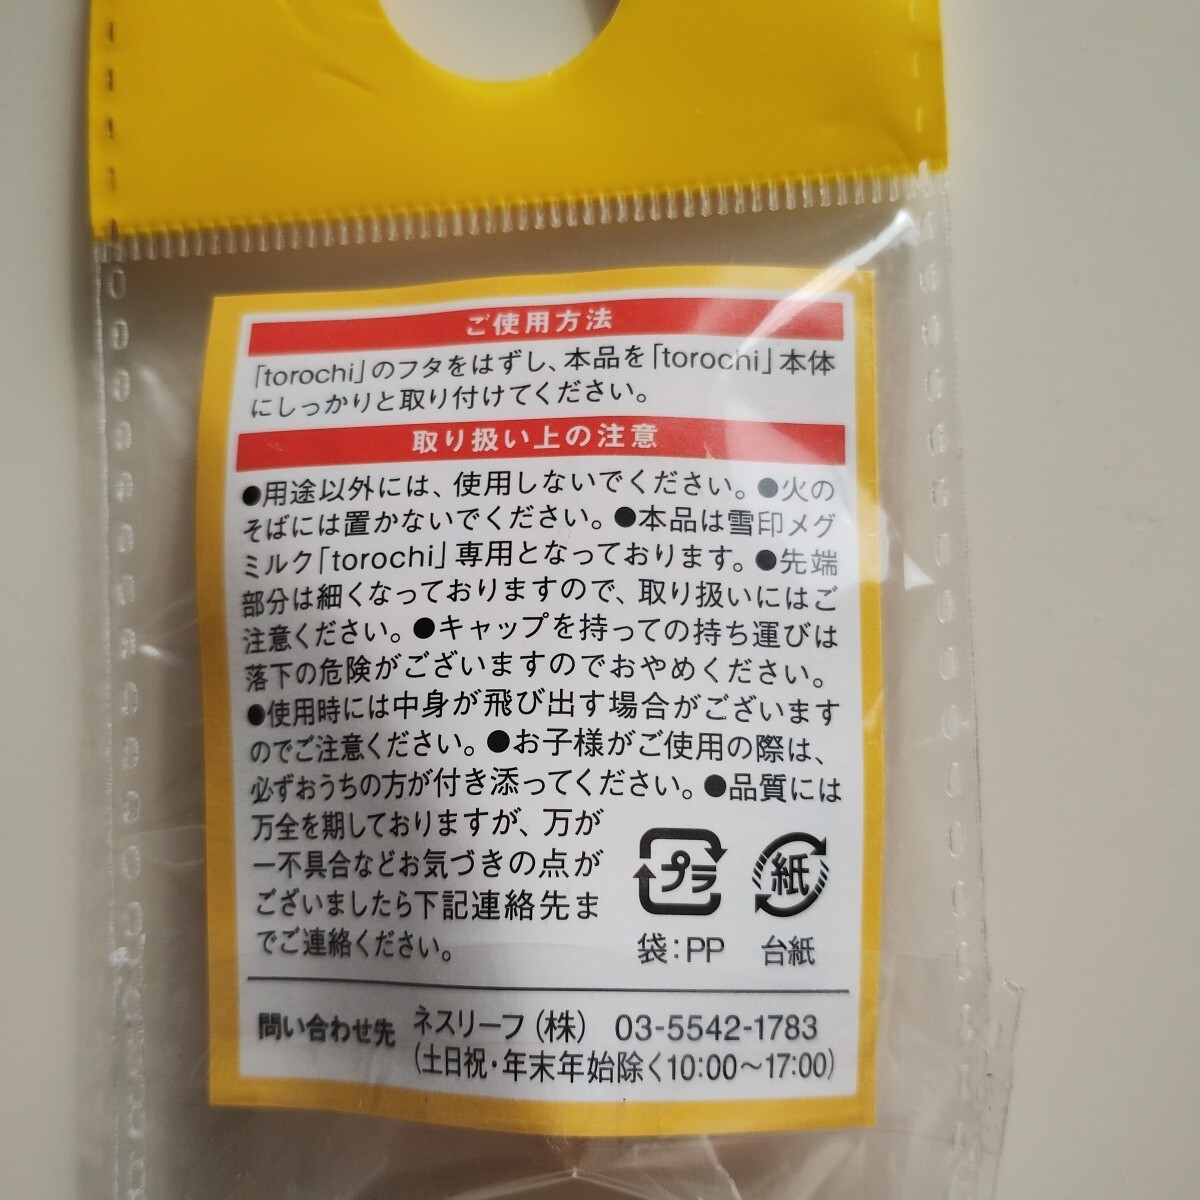 ご使用方法
「torochi」のフタをはずし、本品を「torochi」本体
にしっかりと取り付けてください。
取り扱い上の注意
●用途以外には、使用しないでください。●火の
そばには置かないでください。●本品は雪印メグ
ミルク「torochi」専用となっております。●先端
部分は細くなっておりますので、取り扱いにはご
注意ください。●キャップを持っての持ち運びは
落下の危険がございますのでおやめください。
●使用時には中身が飛び出す場合がございます
のでご注意ください。●お子様がご使用の際は、
必ずおうちの方が付き添ってください。●品質には
万全を期しておりますが、万が
一不具合などお気づきの点が
ございましたら下記連絡先ま
でご連絡ください。
プラ 紙
袋:PP 台紙
問い合わせ先 ネスリーフ(株) 03-5542-1783
(土日祝・年末年始除く10:00〜17:00)